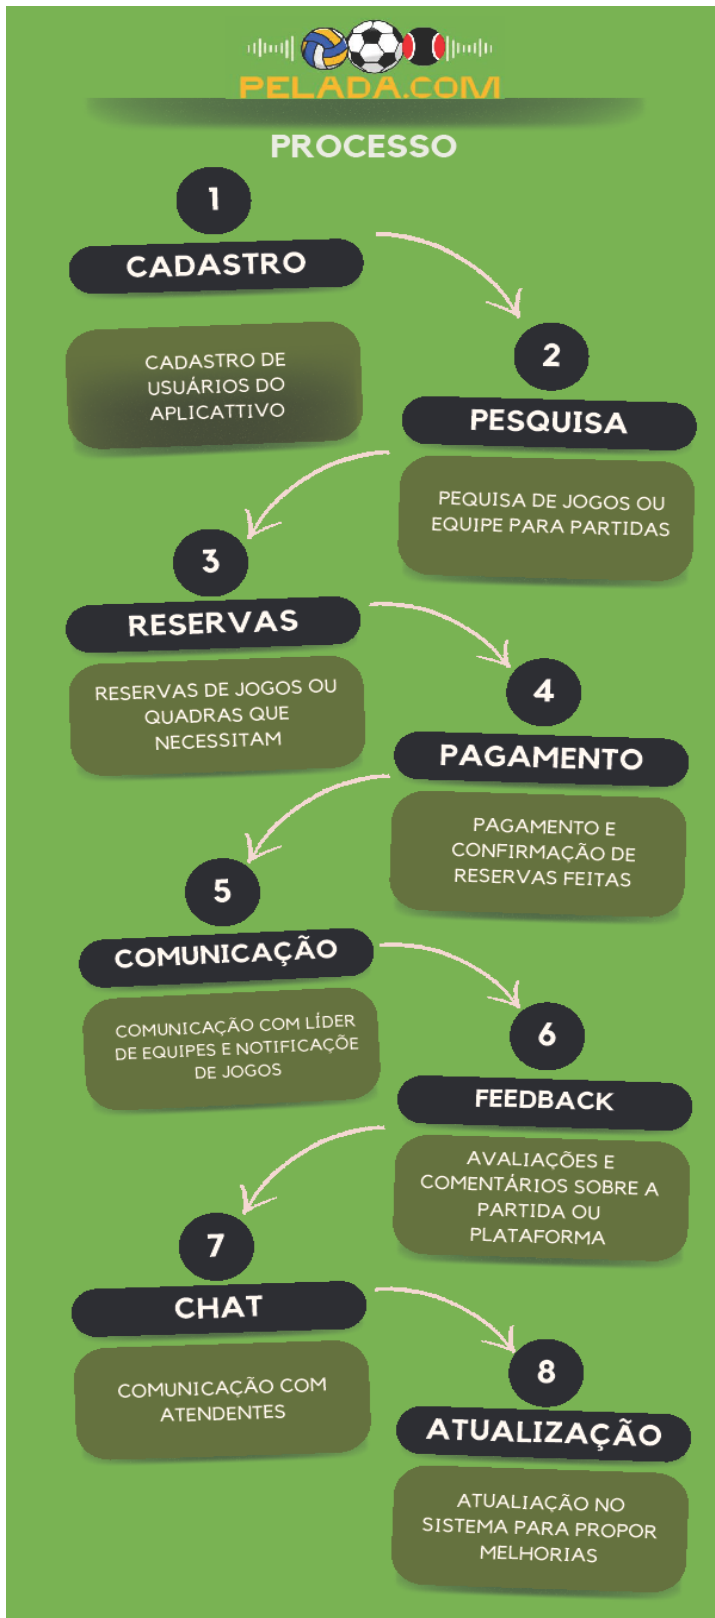 PELADA.COM
PROCESSO
1
CADASTRO
CADASTRO DE
USUÁRIOS DO
APLICATTIVO
2
PESQUISA
PEQUISA DE JOGOS OU
EQUIPE PARA PARTIDAS
3
RESERVAS
RESERVAS DE JOGOS OU
QUADRAS QUE
NECESSITAM
4
PAGAMENTO
PAGAMENTO E
CONFIRMAÇÃO DE
RESERVAS FEITAS
5
COMUNICAÇÃO
COMUNICAÇÃO COM LÍDER
DE EQUIPES E NOTIFICAÇÕE
DE JOGOS
6
FEEDBACK
AVALIAÇÕES E
COMENTÁRIOS SOBRE A
PARTIDA OU
PLATAFORMA
7
CHAT
COMUNICAÇÃO COM
ATENDENTES
8
ATUALIZAÇÃO
ATUALIAÇÃO NO
SISTEMA PARA PROPOR
MELHORIAS